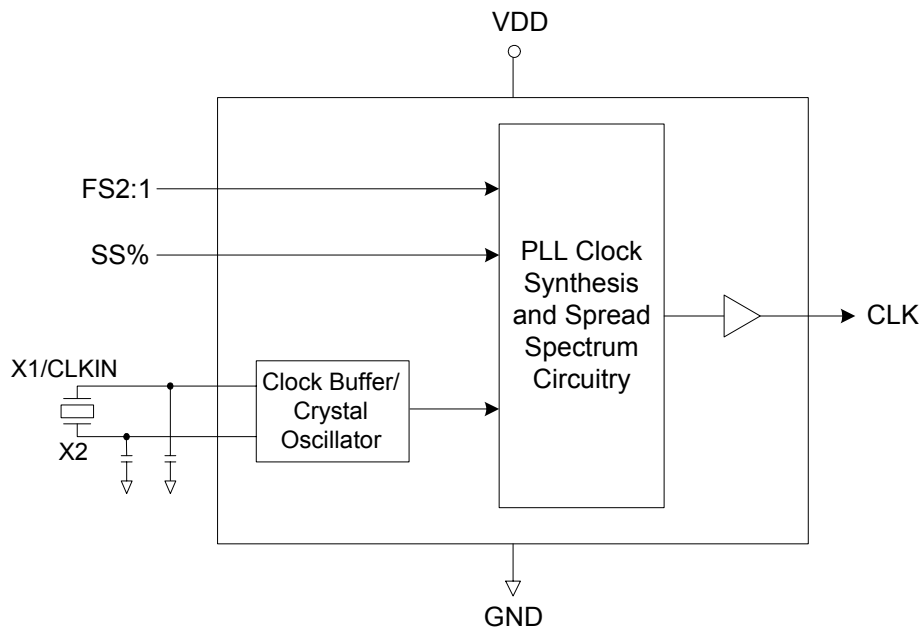 VDD
FS2:1
SS%
PLL Clock
Synthesis
and Spread
Spectrum
Circuitry
CLK
X1/CLKIN
Clock Buffer/
Crystal
Oscillator
X2
GND